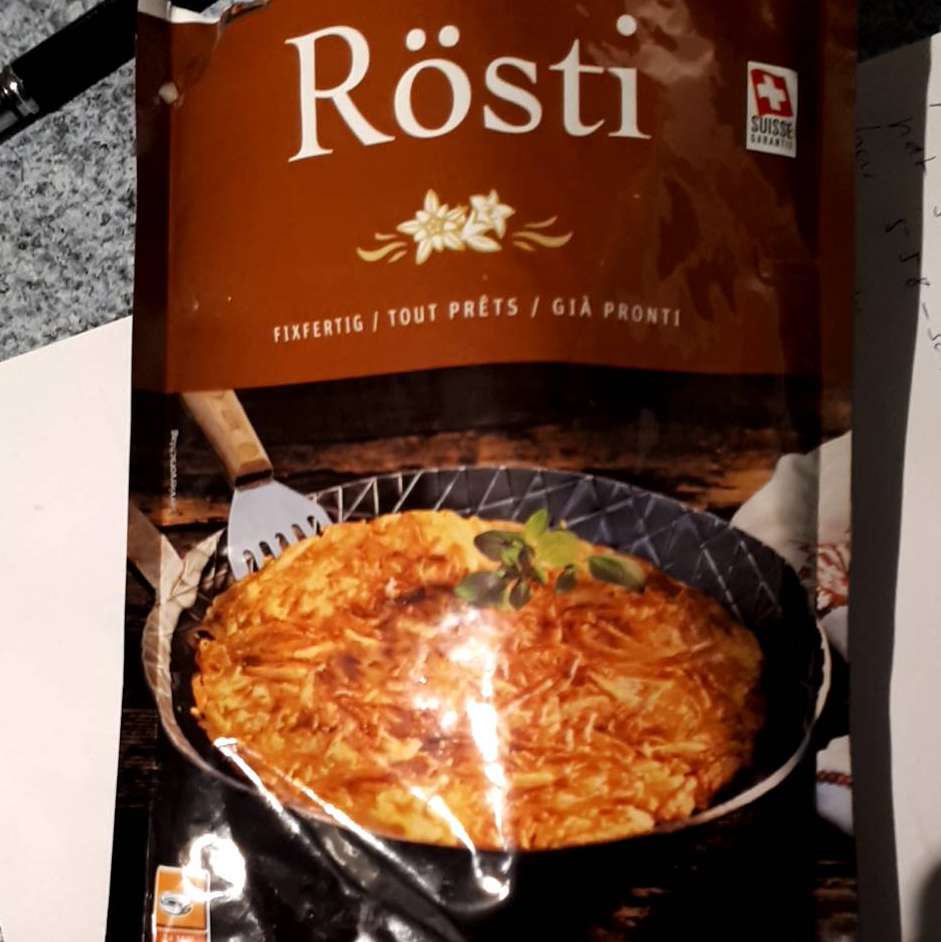 Rösti
SUISSE
GARANTIE
FIXFERTIG / TOUT PRÊTS / GIÀ PRONTI